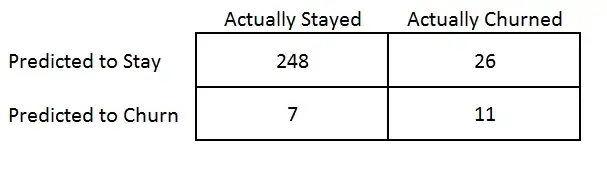 Actually Stayed Actually Churned
Predicted to Stay 248 26
Predicted to Churn 7 11